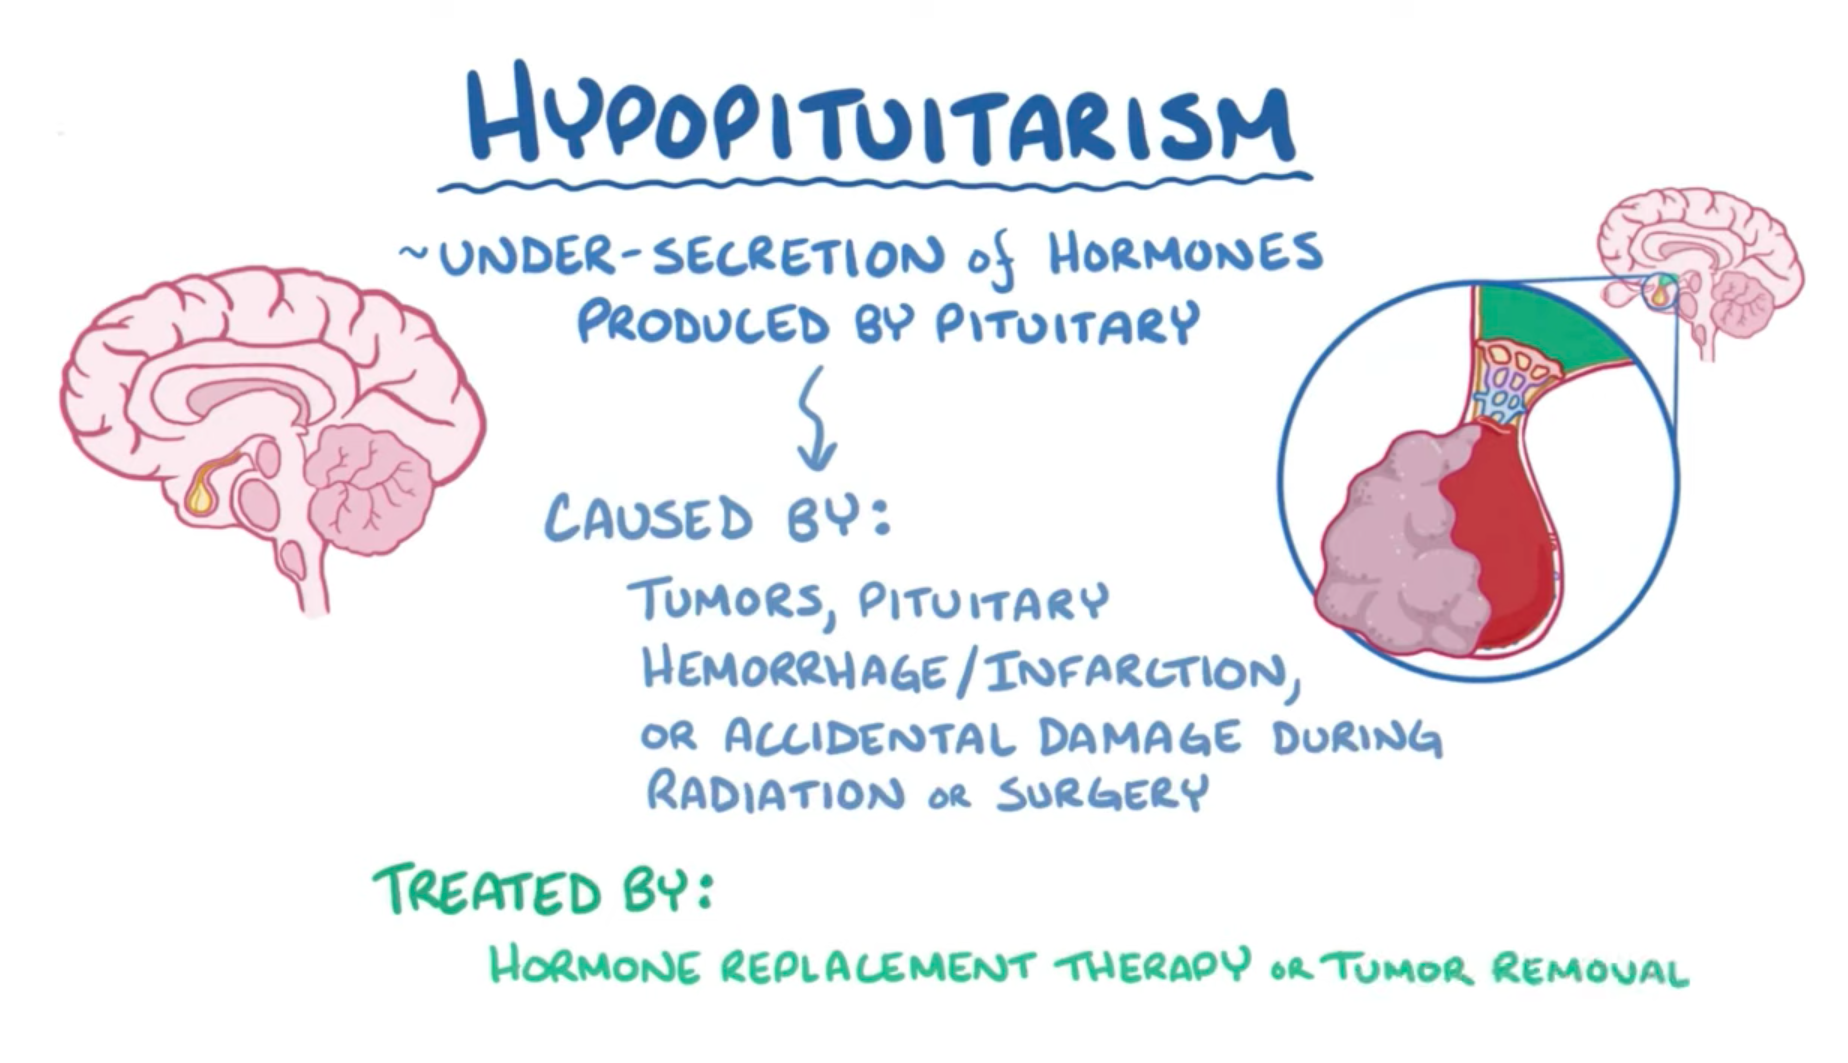 HYPOPITUITARISM
~UNDER-SECRETION of HORMONES
PRODUCED BY PITUITARY
CAUSED BY:
TUMORS, PITUITARY
HEMORRHAGE/INFARCTION,
OR ACCIDENTAL DAMAGE DURING
RADIATION OR SURGERY
TREATED BY:
HORMONE REPLACEMENT THERAPY OR TUMOR REMOVAL